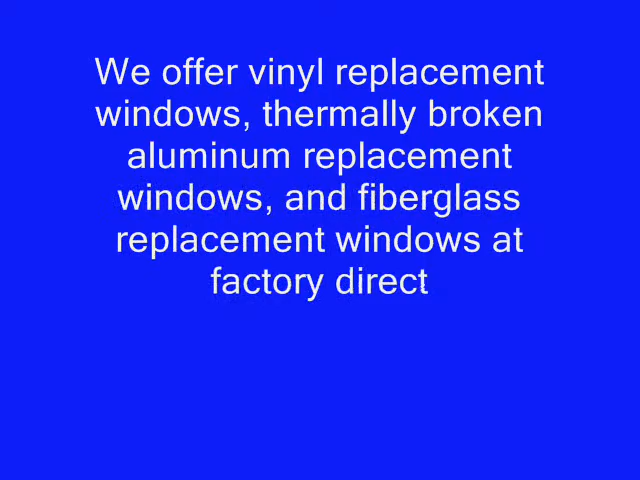 We offer vinyl replacement
windows, thermally broken
aluminum replacement
windows, and fiberglass
replacement windows at
factory direct